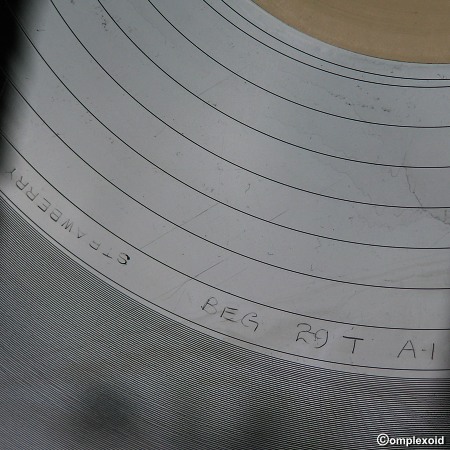 STRAWBERRY
BEG 29 T A-1
©omplexoid